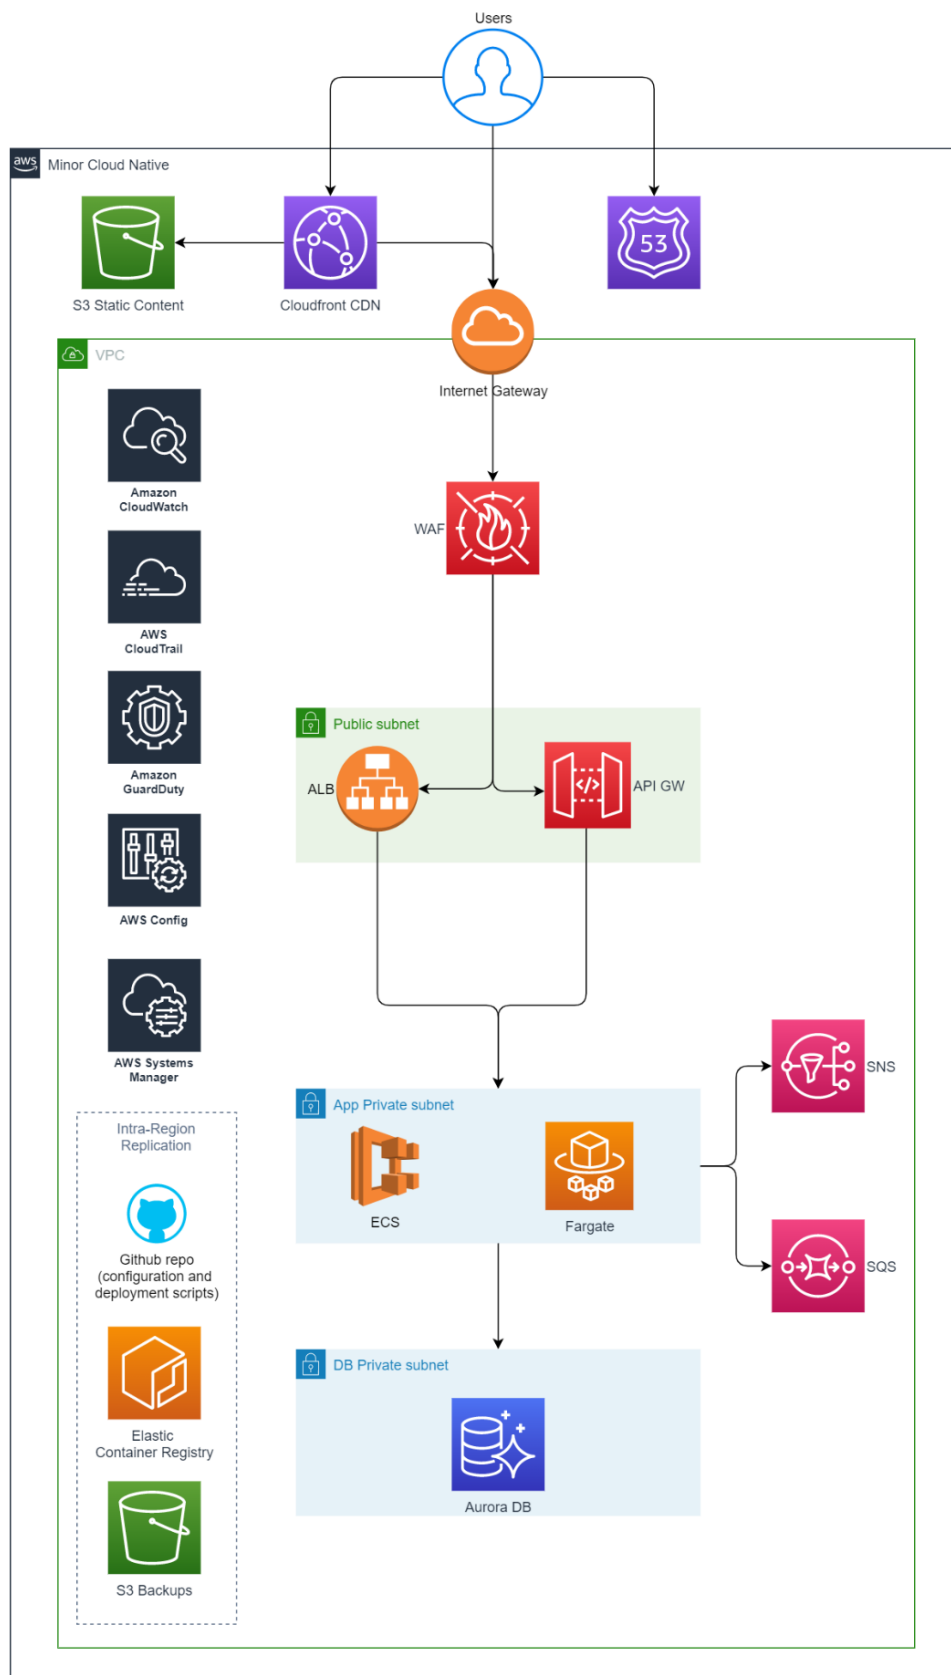 Users
aws
Minor Cloud Native
53
S3 Static Content
Cloudfront CDN
Internet Gateway
VPC
Amazon
CloudWatch
WAF
AWS
CloudTrail
Amazon
GuardDuty
Public subnet
ALB
</>
API GW
AWS Config
AWS Systems
Manager
SNS
App Private subnet
ECS
Fargate
SQS
Intra-Region
Replication
Github repo
(configuration and
deployment scripts)
Elastic
Container Registry
S3 Backups
DB Private subnet
Aurora DB